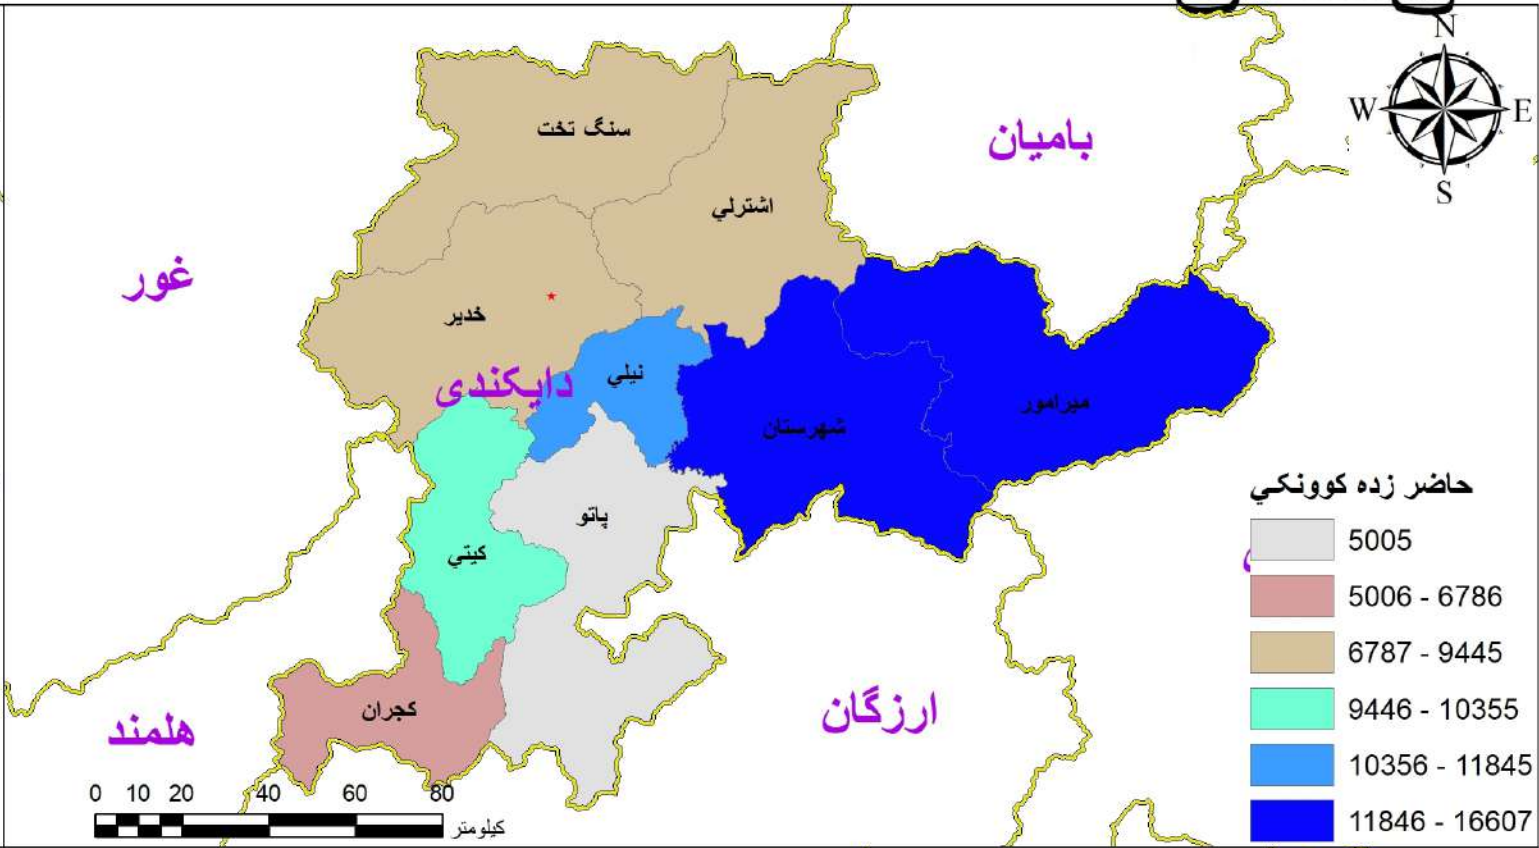 N
W
E
S
بامیان
سنگ تخت
اشترلي
غور
خدیر
دایکندی
نیلي
میرامور
شهرستان
پاتو
کیتي
کجران
ارزگان
هلمند
0 10 20 40 60 80
کیلومتر
حاضر زده کوونکي
5005
5006 - 6786
6787 - 9445
9446 - 10355
10356 - 11845
11846 - 16607